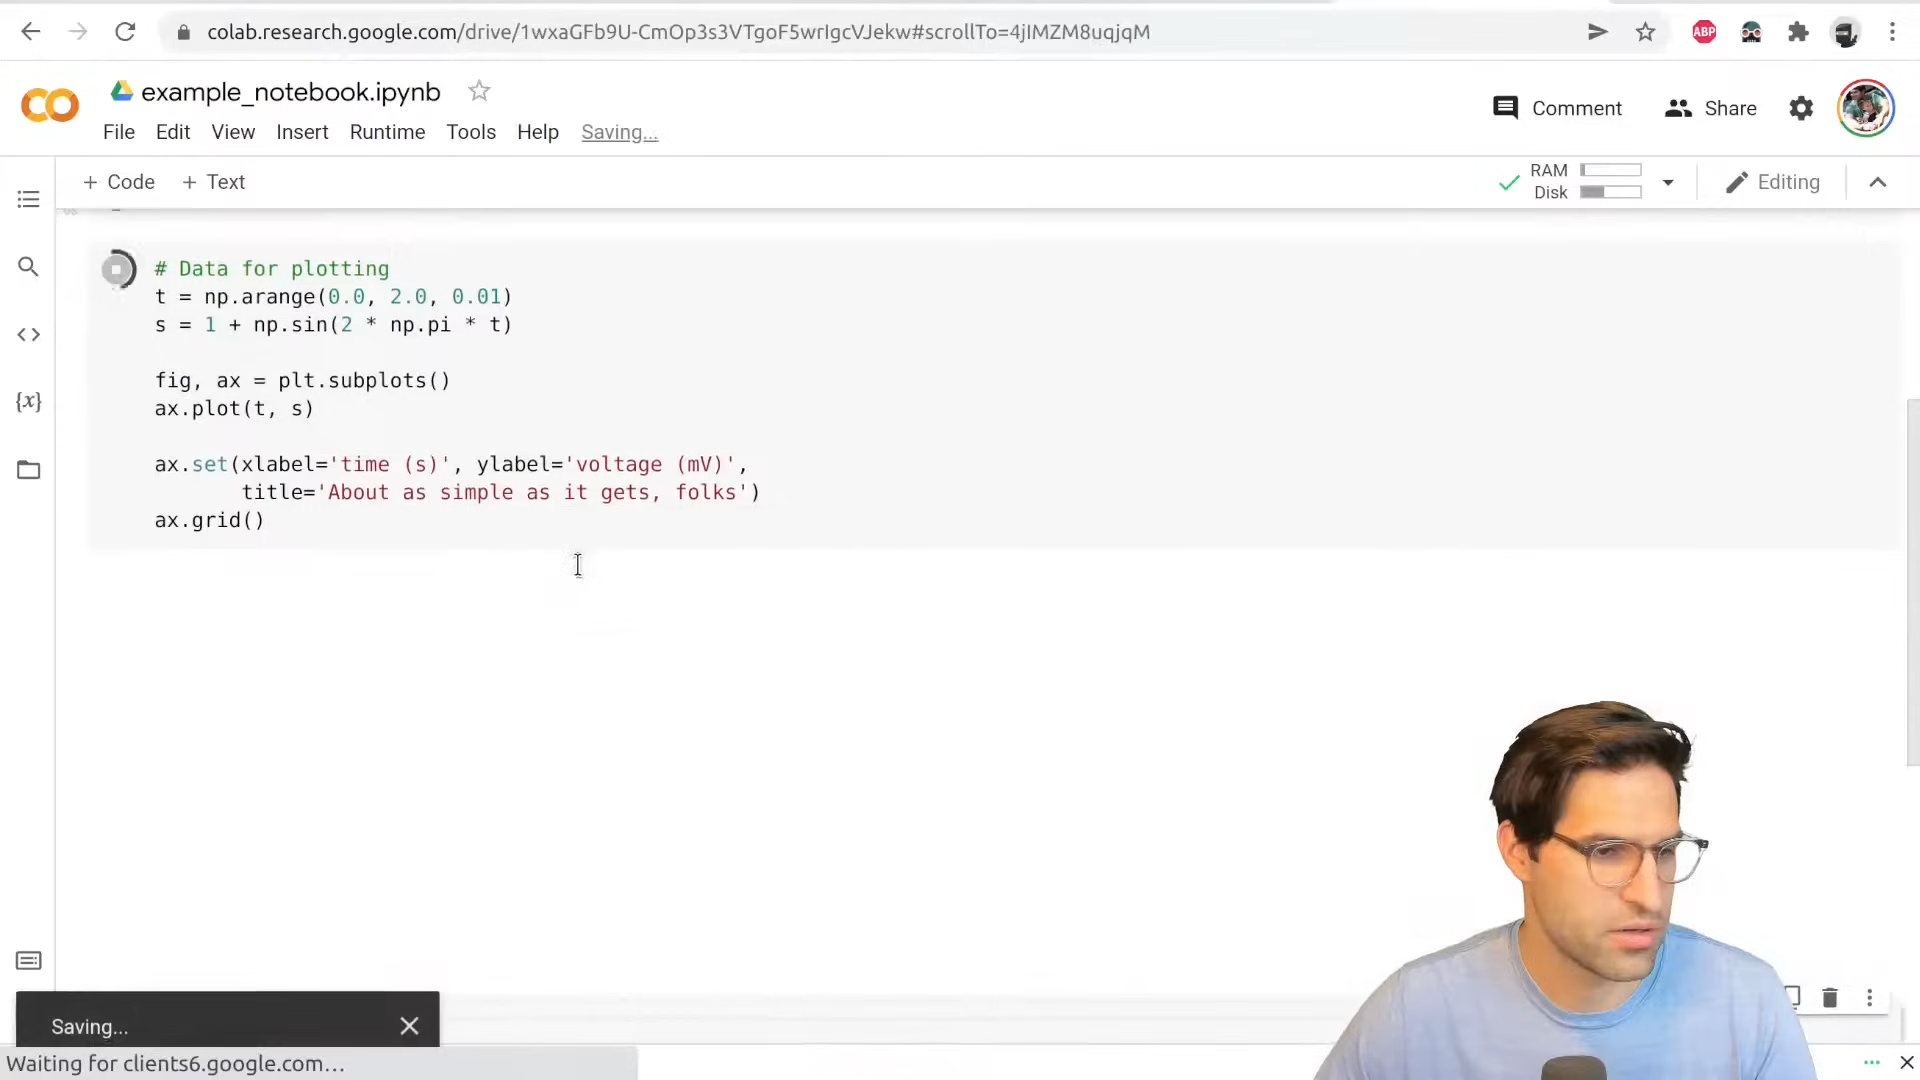 colab.research.google.com/drive/1wxaGFb9U-CmOp3s3VTgoF5wrIgcVJekw#scrollTo=4jIMZM8uqjqM
ABP
CO
example_notebook.ipynb
Comment
Share
File Edit View Insert Runtime Tools Help Saving...
+ Code + Text
RAM
Disk
Editing
# Data for plotting
t = np.arange(0.0, 2.0, 0.01)
s = 1 + np.sin(2 * np.pi * t)
{x}
fig, ax = plt.subplots()
ax.plot(t, s)
ax.set(xlabel='time (s)', ylabel='voltage (mV)',
title='About as simple as it gets, folks')
ax.grid()
Saving...
Waiting for clients6.google.com...